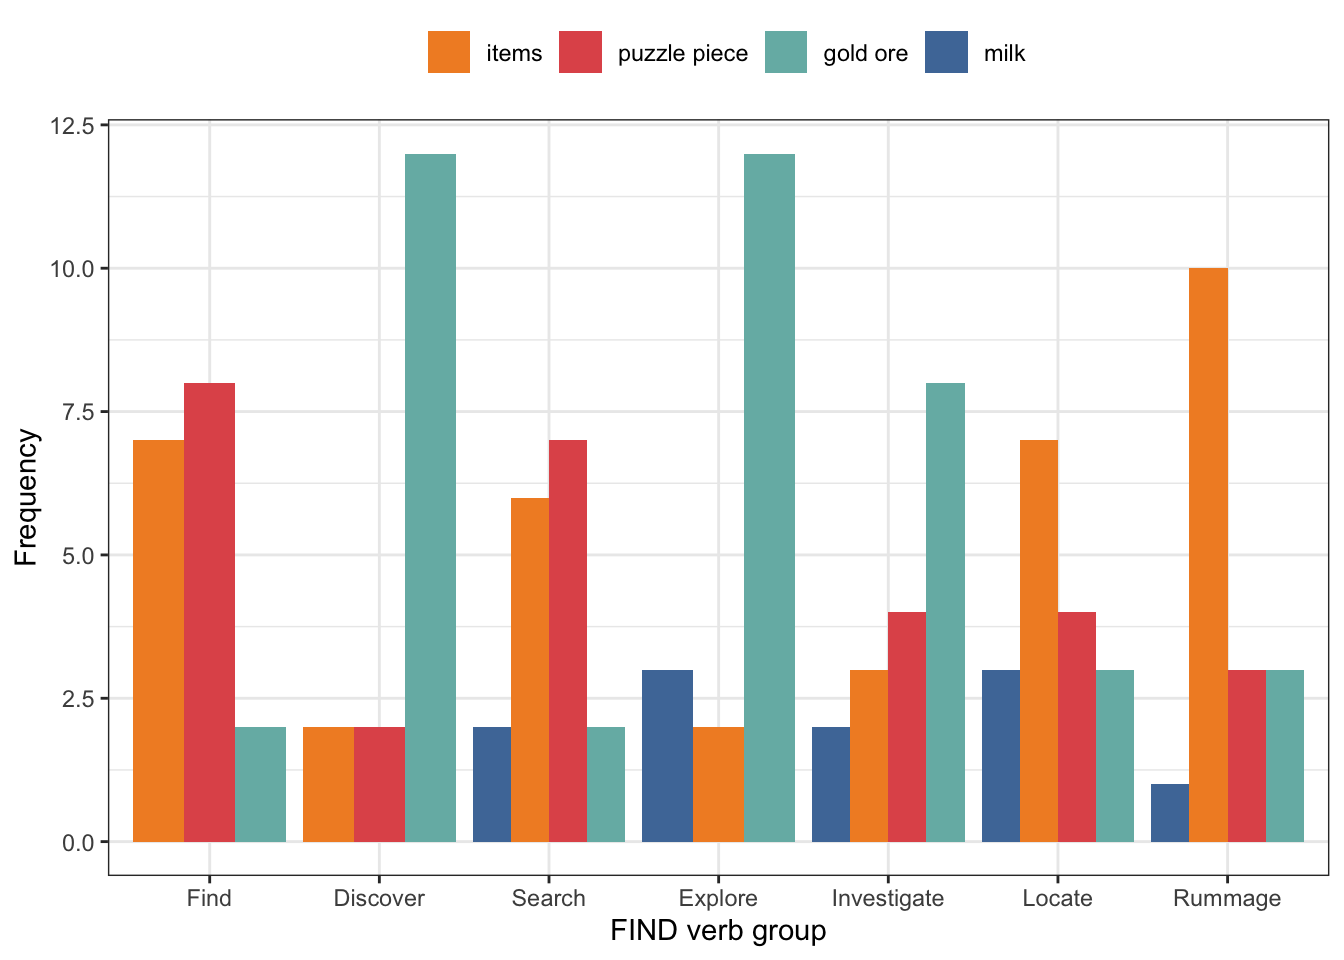 items puzzle piece gold ore milk
12.5
10.0
7.5
5.0
2.5
0.0
Frequency
Find Discover Search Explore Investigate Locate Rummage
FIND verb group